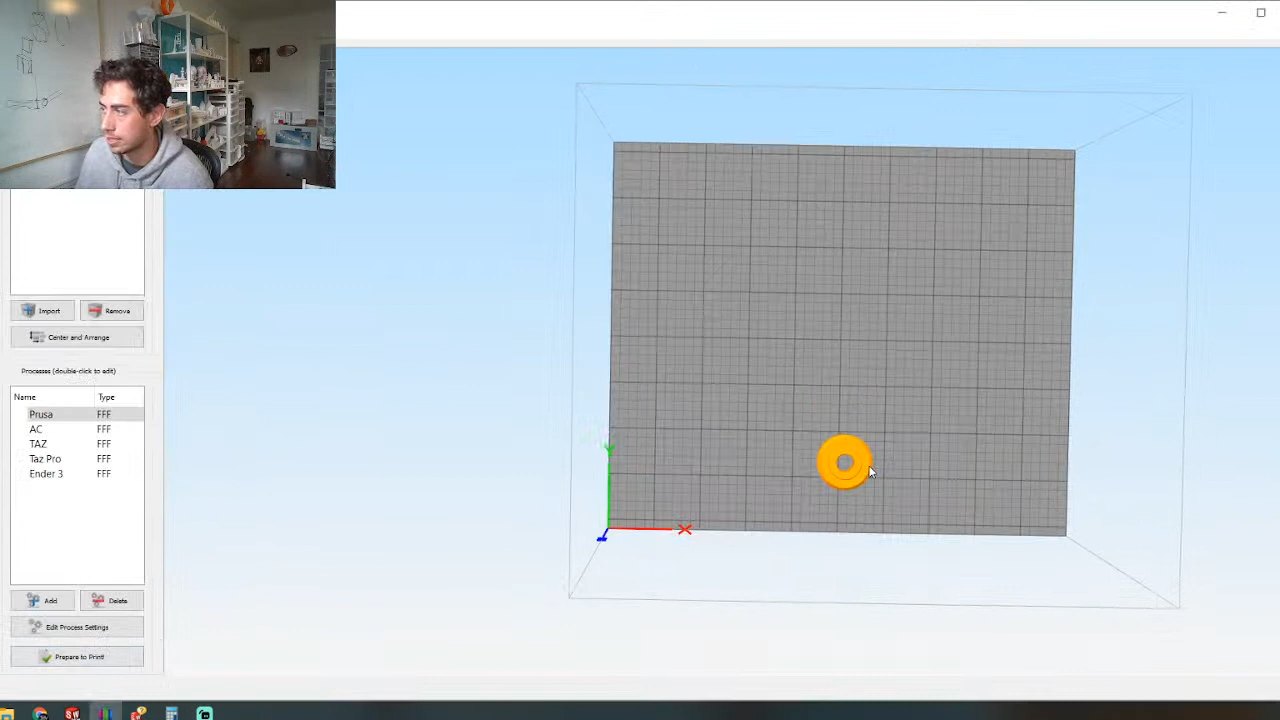 Import Remove
Center and Arrange
Processes (double-click to edit)
Name Type
Prusa FFF
AC FFF
TAZ FFF
Taz Pro FFF
Ender 3 FFF
Add Delete
Edit Process Settings
Prepare to Print!
Y
X
SW